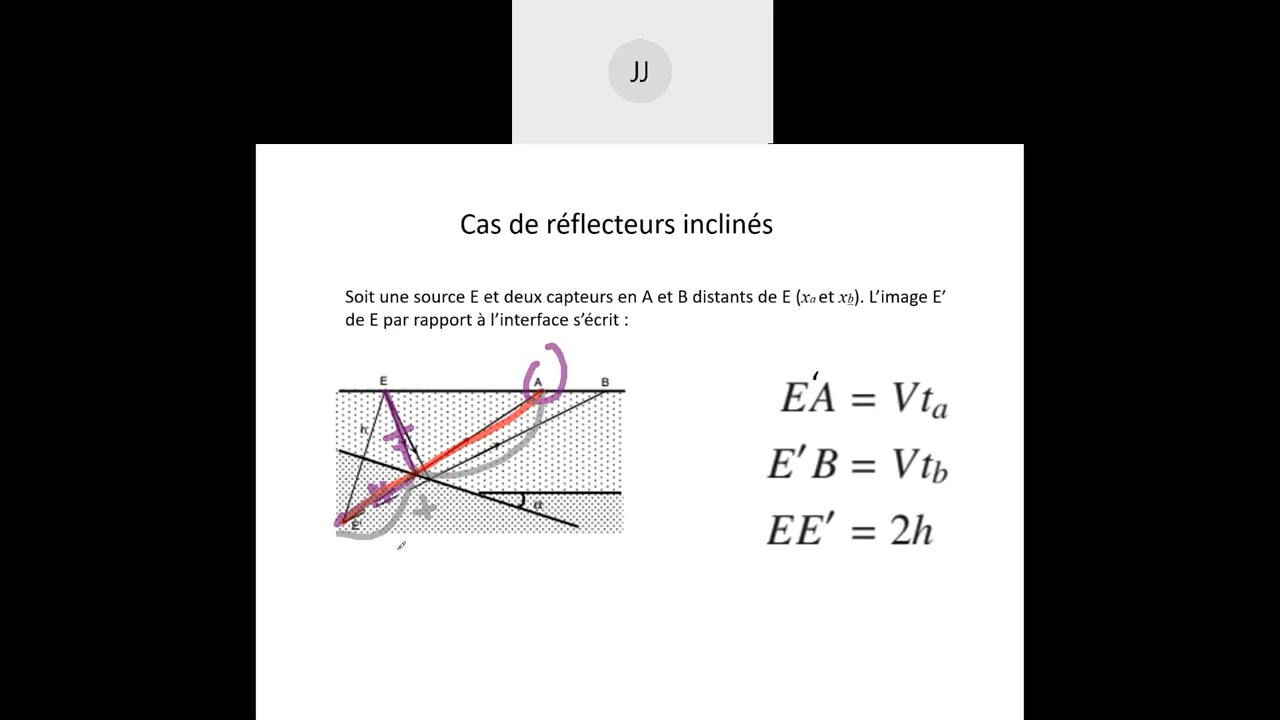 JJ
Cas de réflecteurs inclinés
Soit une source E et deux capteurs en A et B distants de E (xa et xb). L’image E’
de E par rapport à l’interface s’écrit :
E A B
h
E'
α
E'A = Vta
E'B = Vtb
EE' = 2h